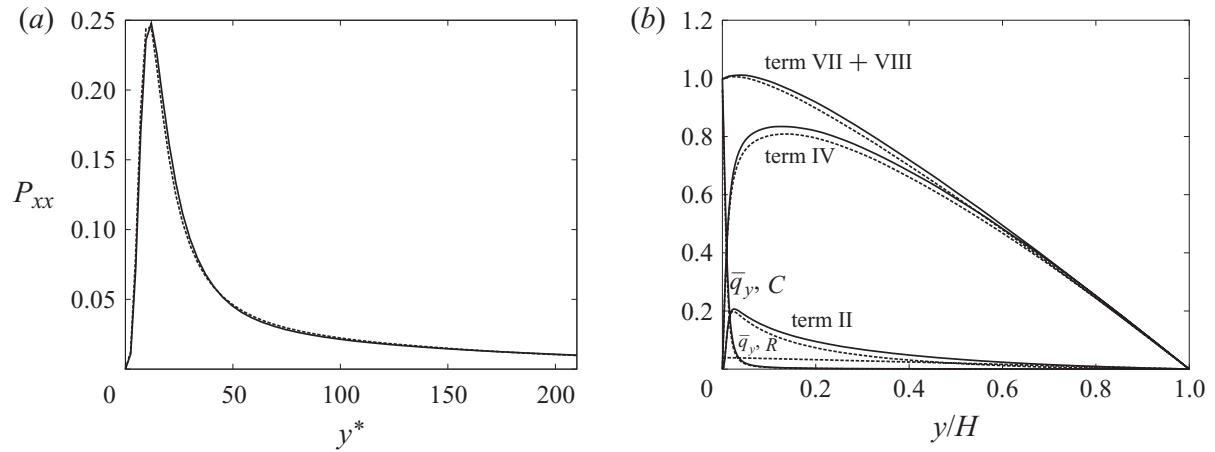 (a)
0.25
0.20
0.15
0.10
0.05
0
50
100
150
200
P_{xx}
y*
(b)
1.2
1.0
0.8
0.6
0.4
0.2
0
0.2
0.4
0.6
0.8
1.0
term VII + VIII
term IV
q̅_y, C
term II
q̅_y, R
y/H